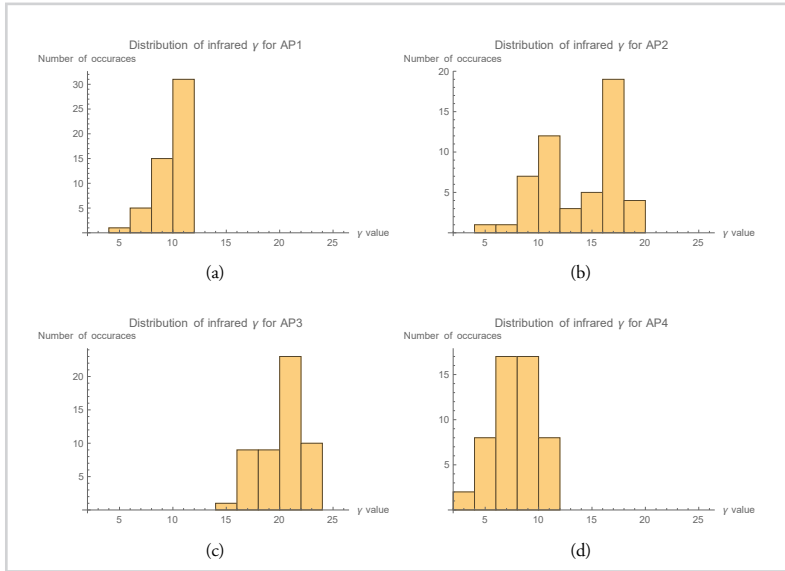 Distribution of infrared γ for AP1
Number of occuraces
30
25
20
15
10
5
5 10 15 20 25
γ value
(a)
Distribution of infrared γ for AP2
Number of occuraces
20
15
10
5
5 10 15 20 25
γ value
(b)
Distribution of infrared γ for AP3
Number of occuraces
20
15
10
5
5 10 15 20 25
γ value
(c)
Distribution of infrared γ for AP4
Number of occuraces
15
10
5
5 10 15 20 25
γ value
(d)